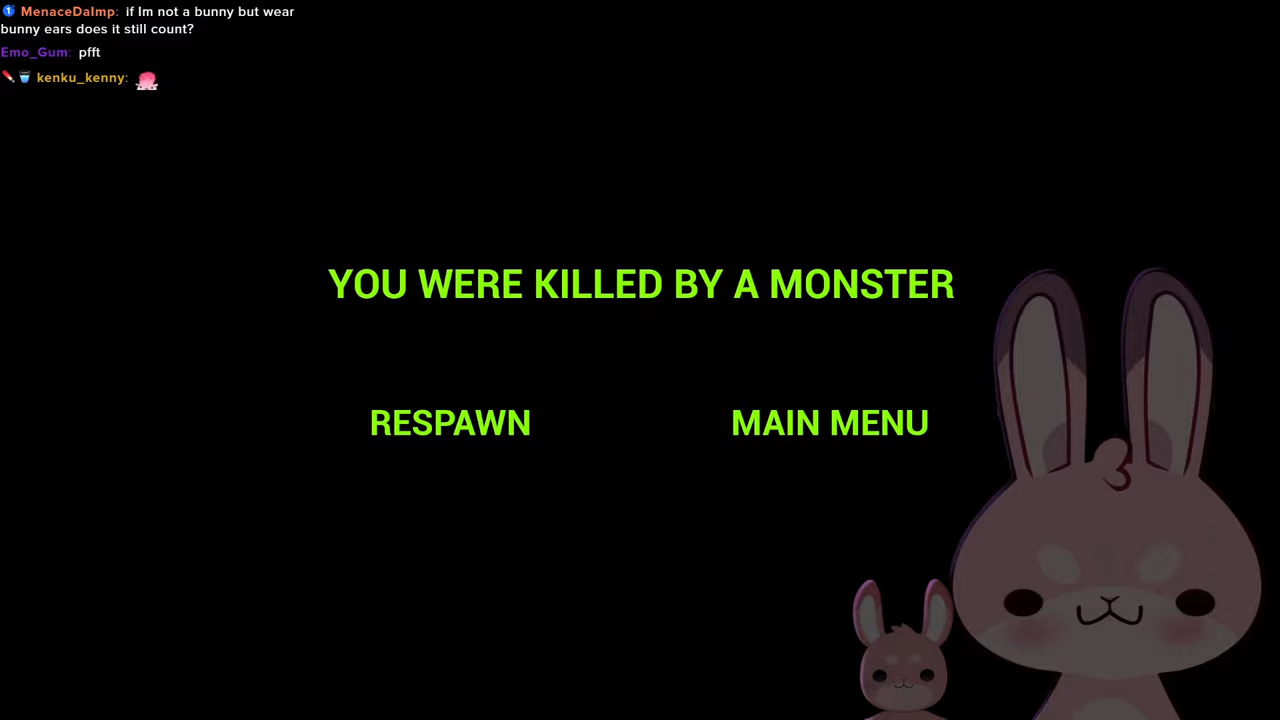 MenaceDaImp: if Im not a bunny but wear
bunny ears does it still count?
Emo_Gum: pfft
kenku_kenny:
YOU WERE KILLED BY A MONSTER
RESPAWN
MAIN MENU